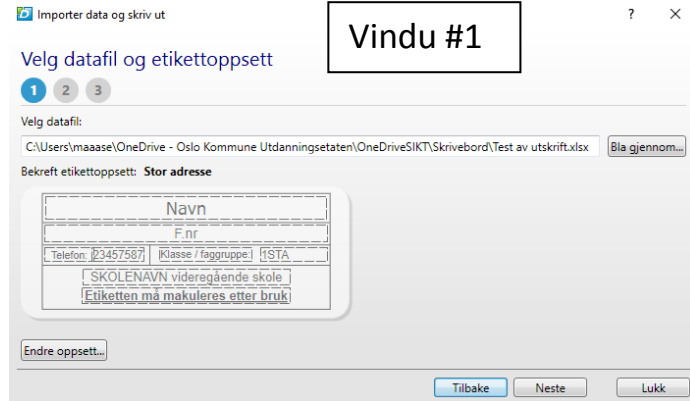 Importer data og skriv ut ? ×
Vindu #1
Velg datafil og etikettoppsett
1 2 3
Velg datafil:
C:\Users\maaase\OneDrive - Oslo Kommune Utdanningsetaten\OneDriveSIKT\Skrivebord\Test av utskrift.xlsx Bla gjennom...
Bekreft etikettoppsett: Stor adresse
Navn
F.nr
Telefon: 23457587 Klasse / faggruppe: 1STA
SKOLENAVN videregående skole
Etiketten må makuleres etter bruk
Endre oppsett...
Tilbake Neste Lukk